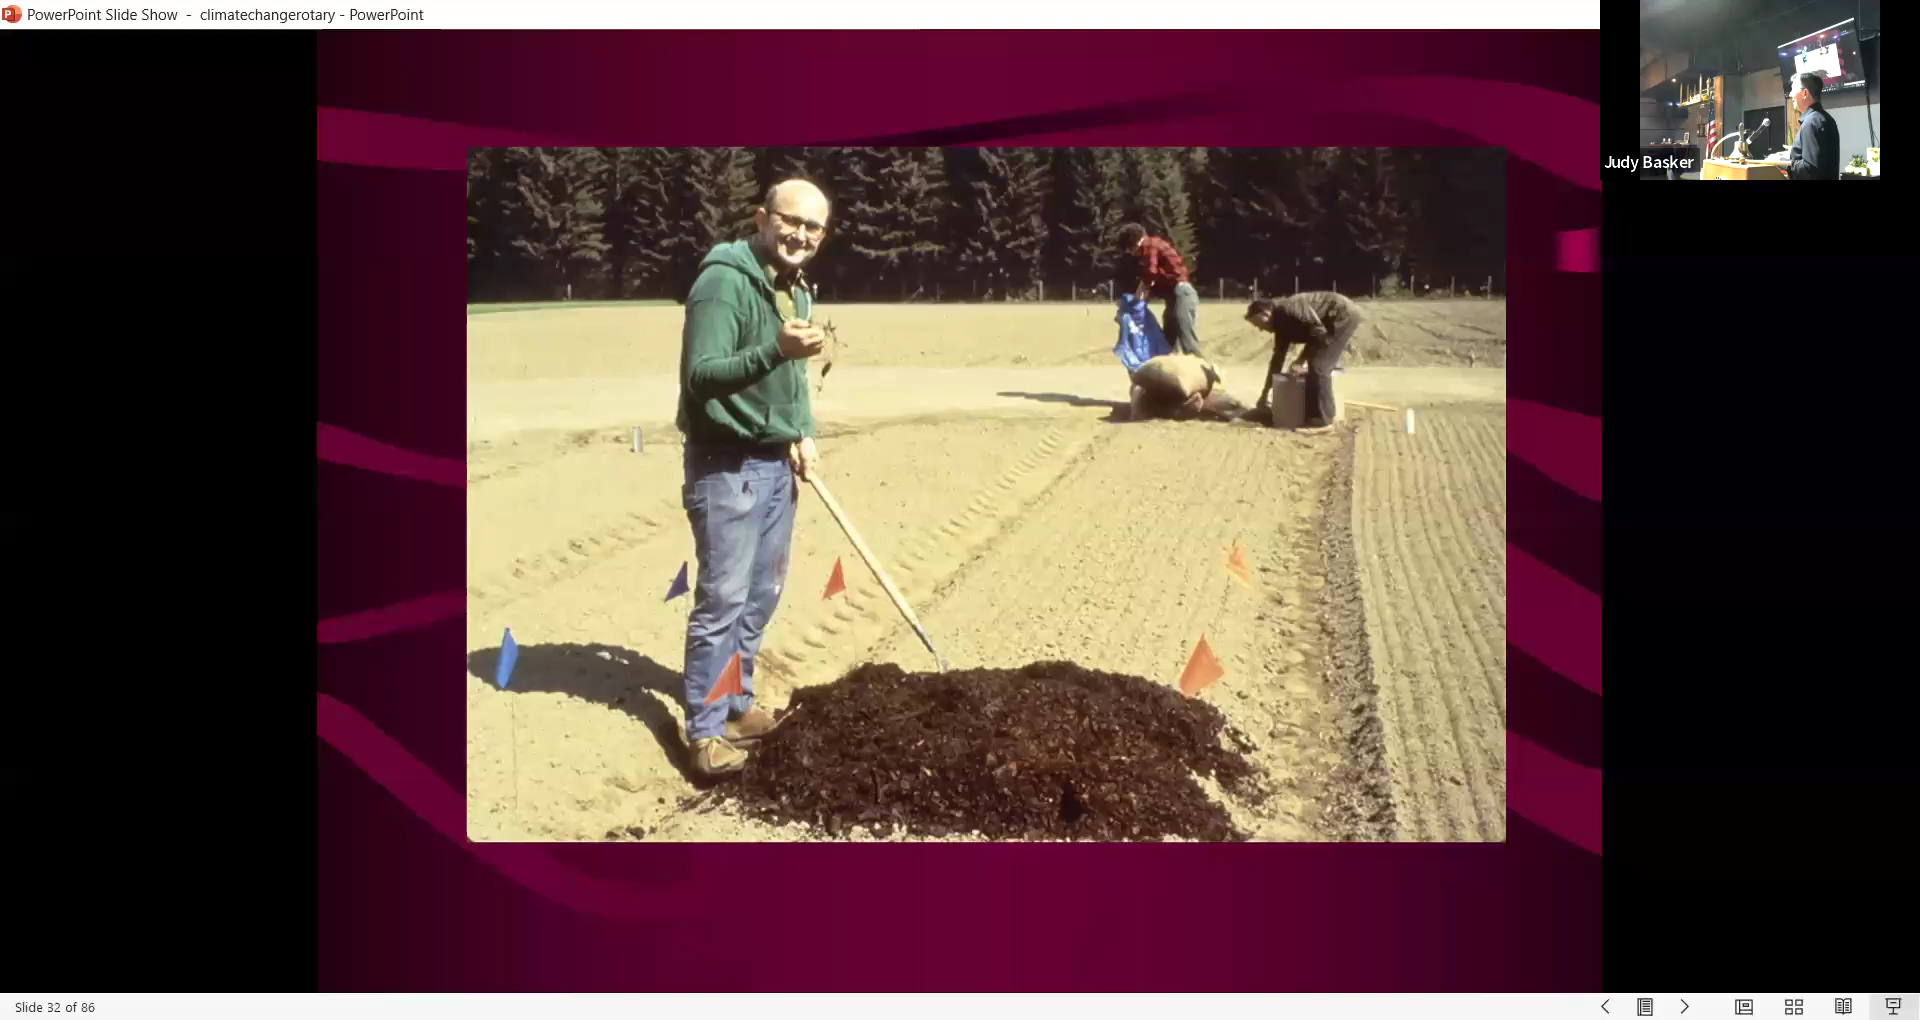 PowerPoint Slide Show - climatechangerotary - PowerPoint
Judy Basker
Slide 32 of 86